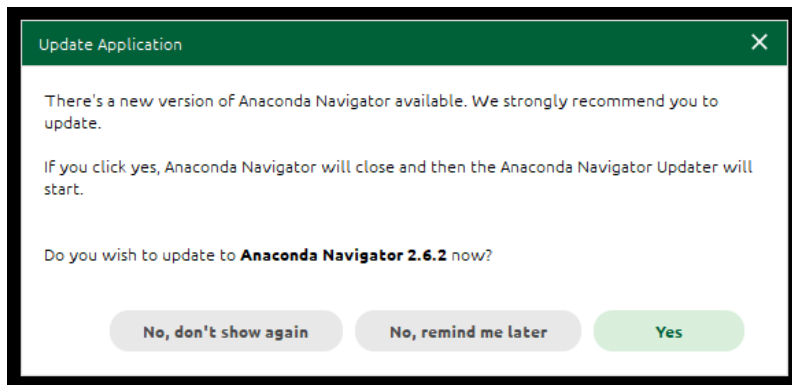 Update Application
There's a new version of Anaconda Navigator available. We strongly recommend you to
update.
If you click yes, Anaconda Navigator will close and then the Anaconda Navigator Updater will
start.
Do you wish to update to Anaconda Navigator 2.6.2 now?
No, don't show again
No, remind me later
Yes